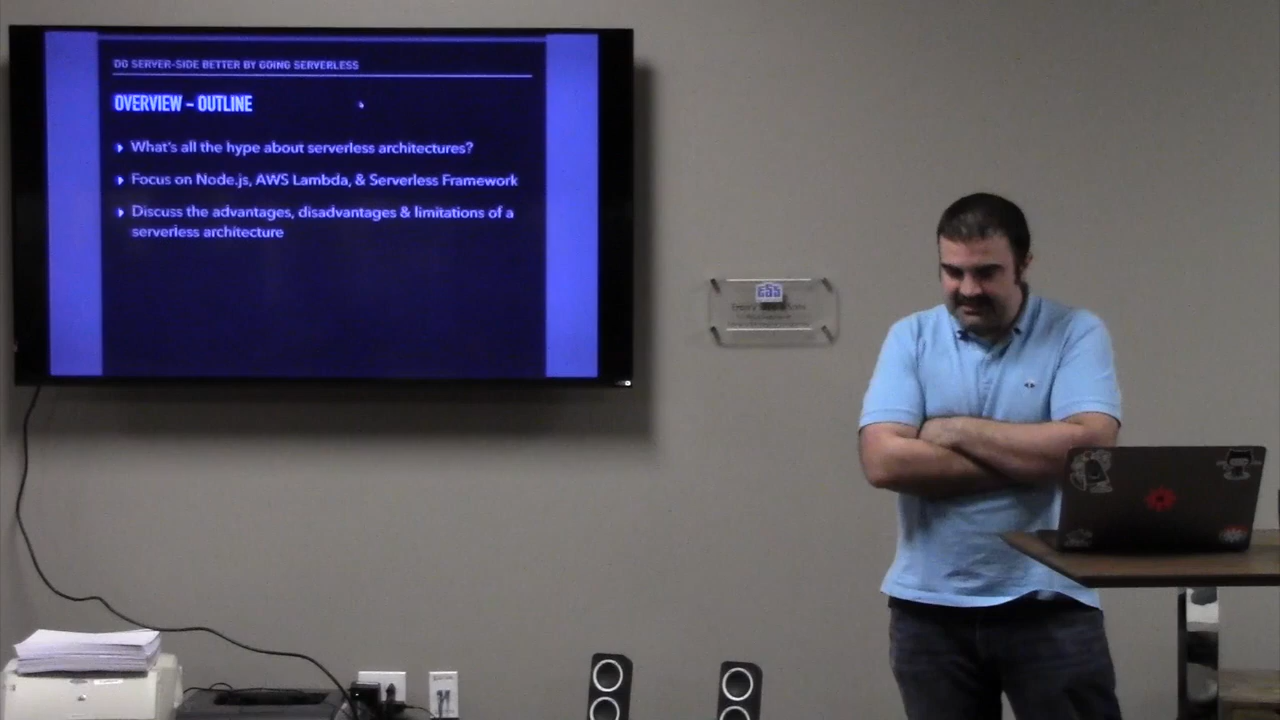 DO SERVER-SIDE BETTER BY GOING SERVERLESS
OVERVIEW – OUTLINE
What's all the hype about serverless architectures?
Focus on Node.js, AWS Lambda, & Serverless Framework
Discuss the advantages, disadvantages & limitations of a
serverless architecture
ESS